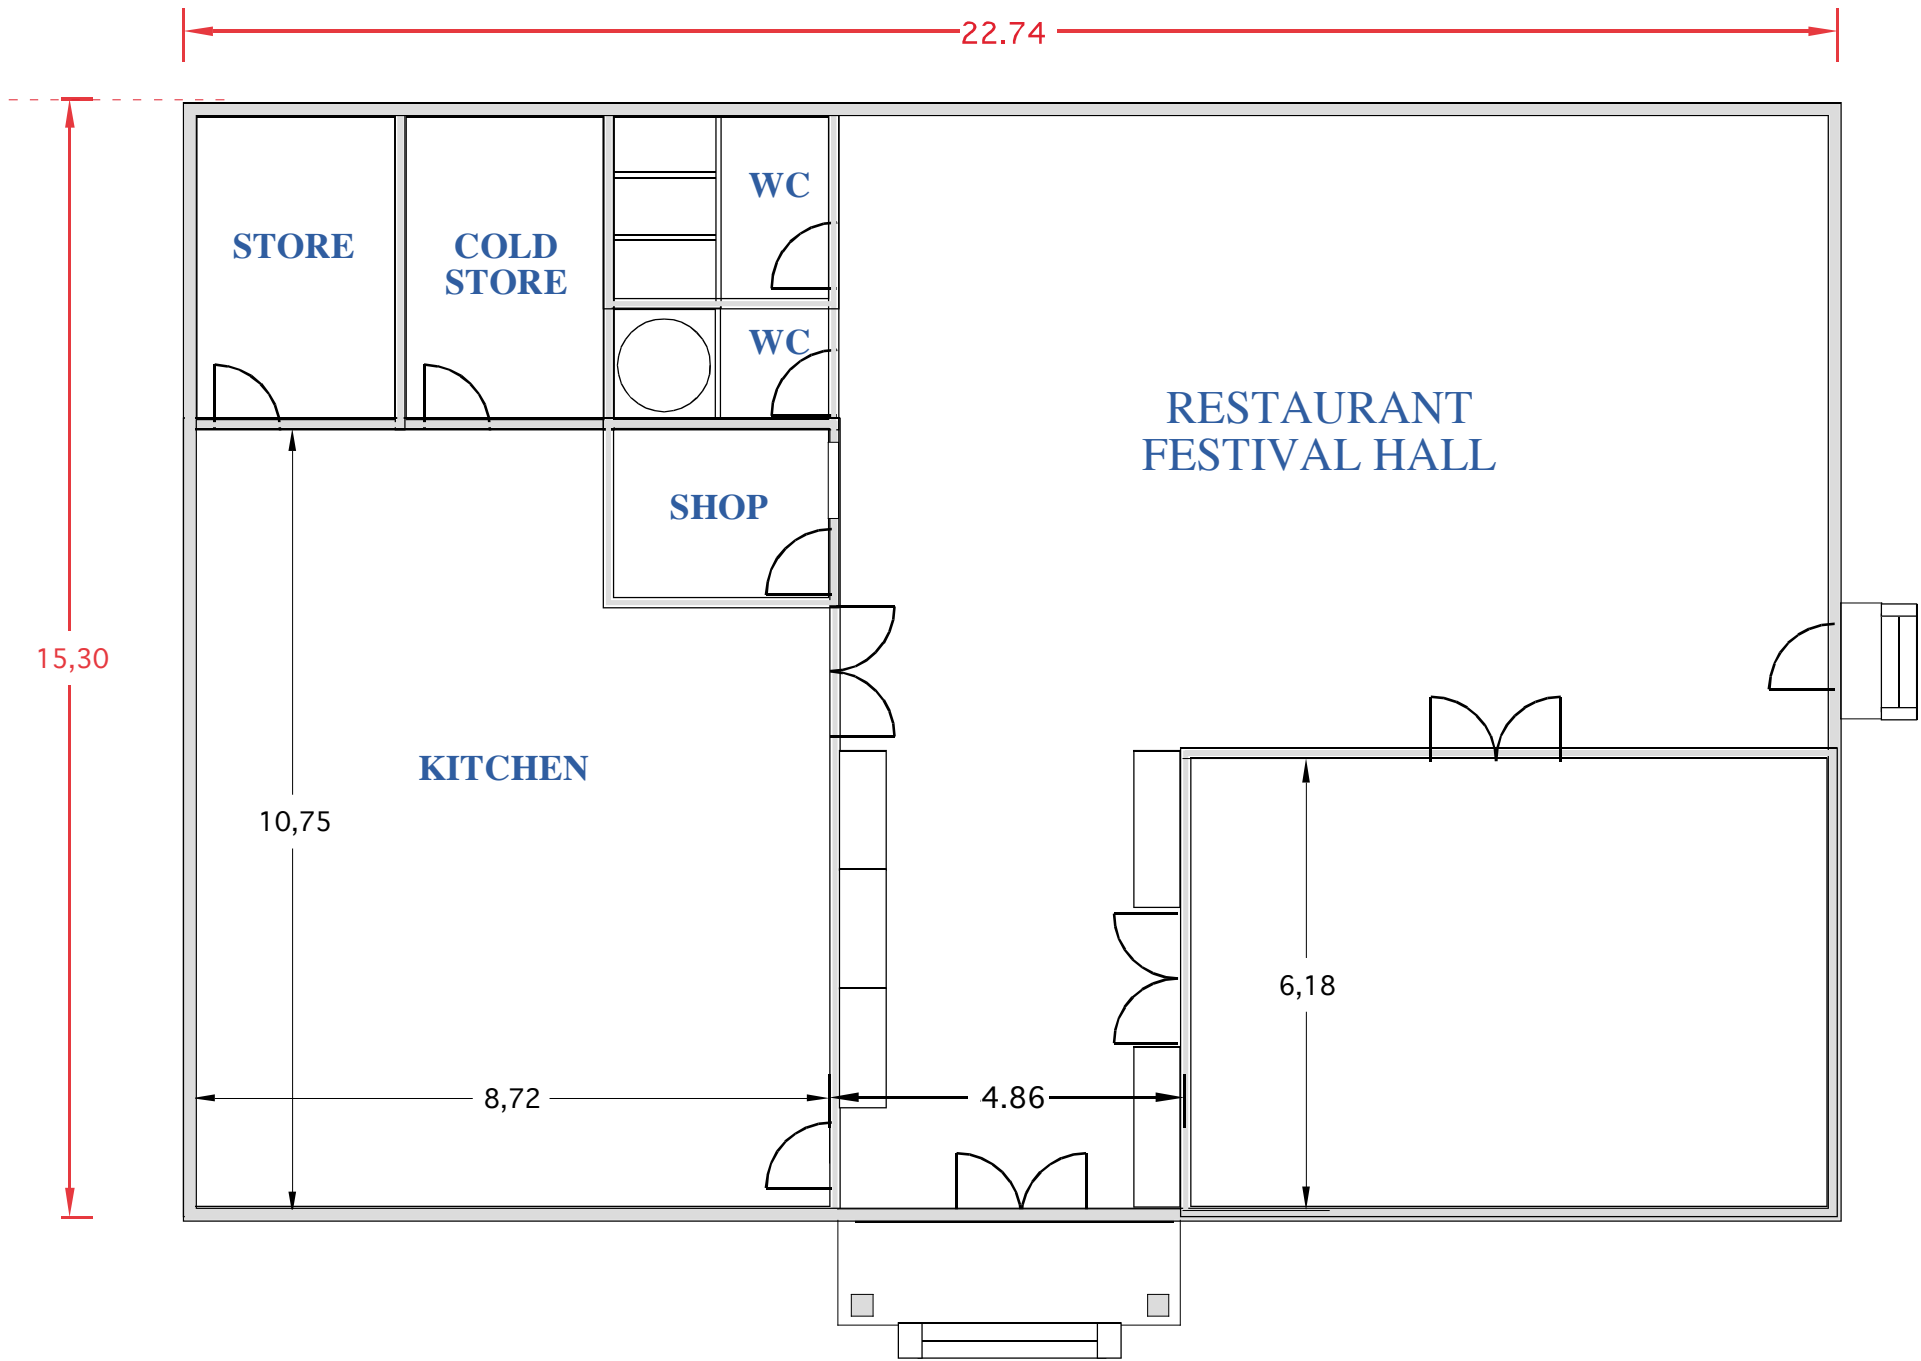 22.74
WC
STORE
COLD
STORE
WC
RESTAURANT
FESTIVAL HALL
SHOP
15,30
KITCHEN
10,75
6,18
8,72
4.86